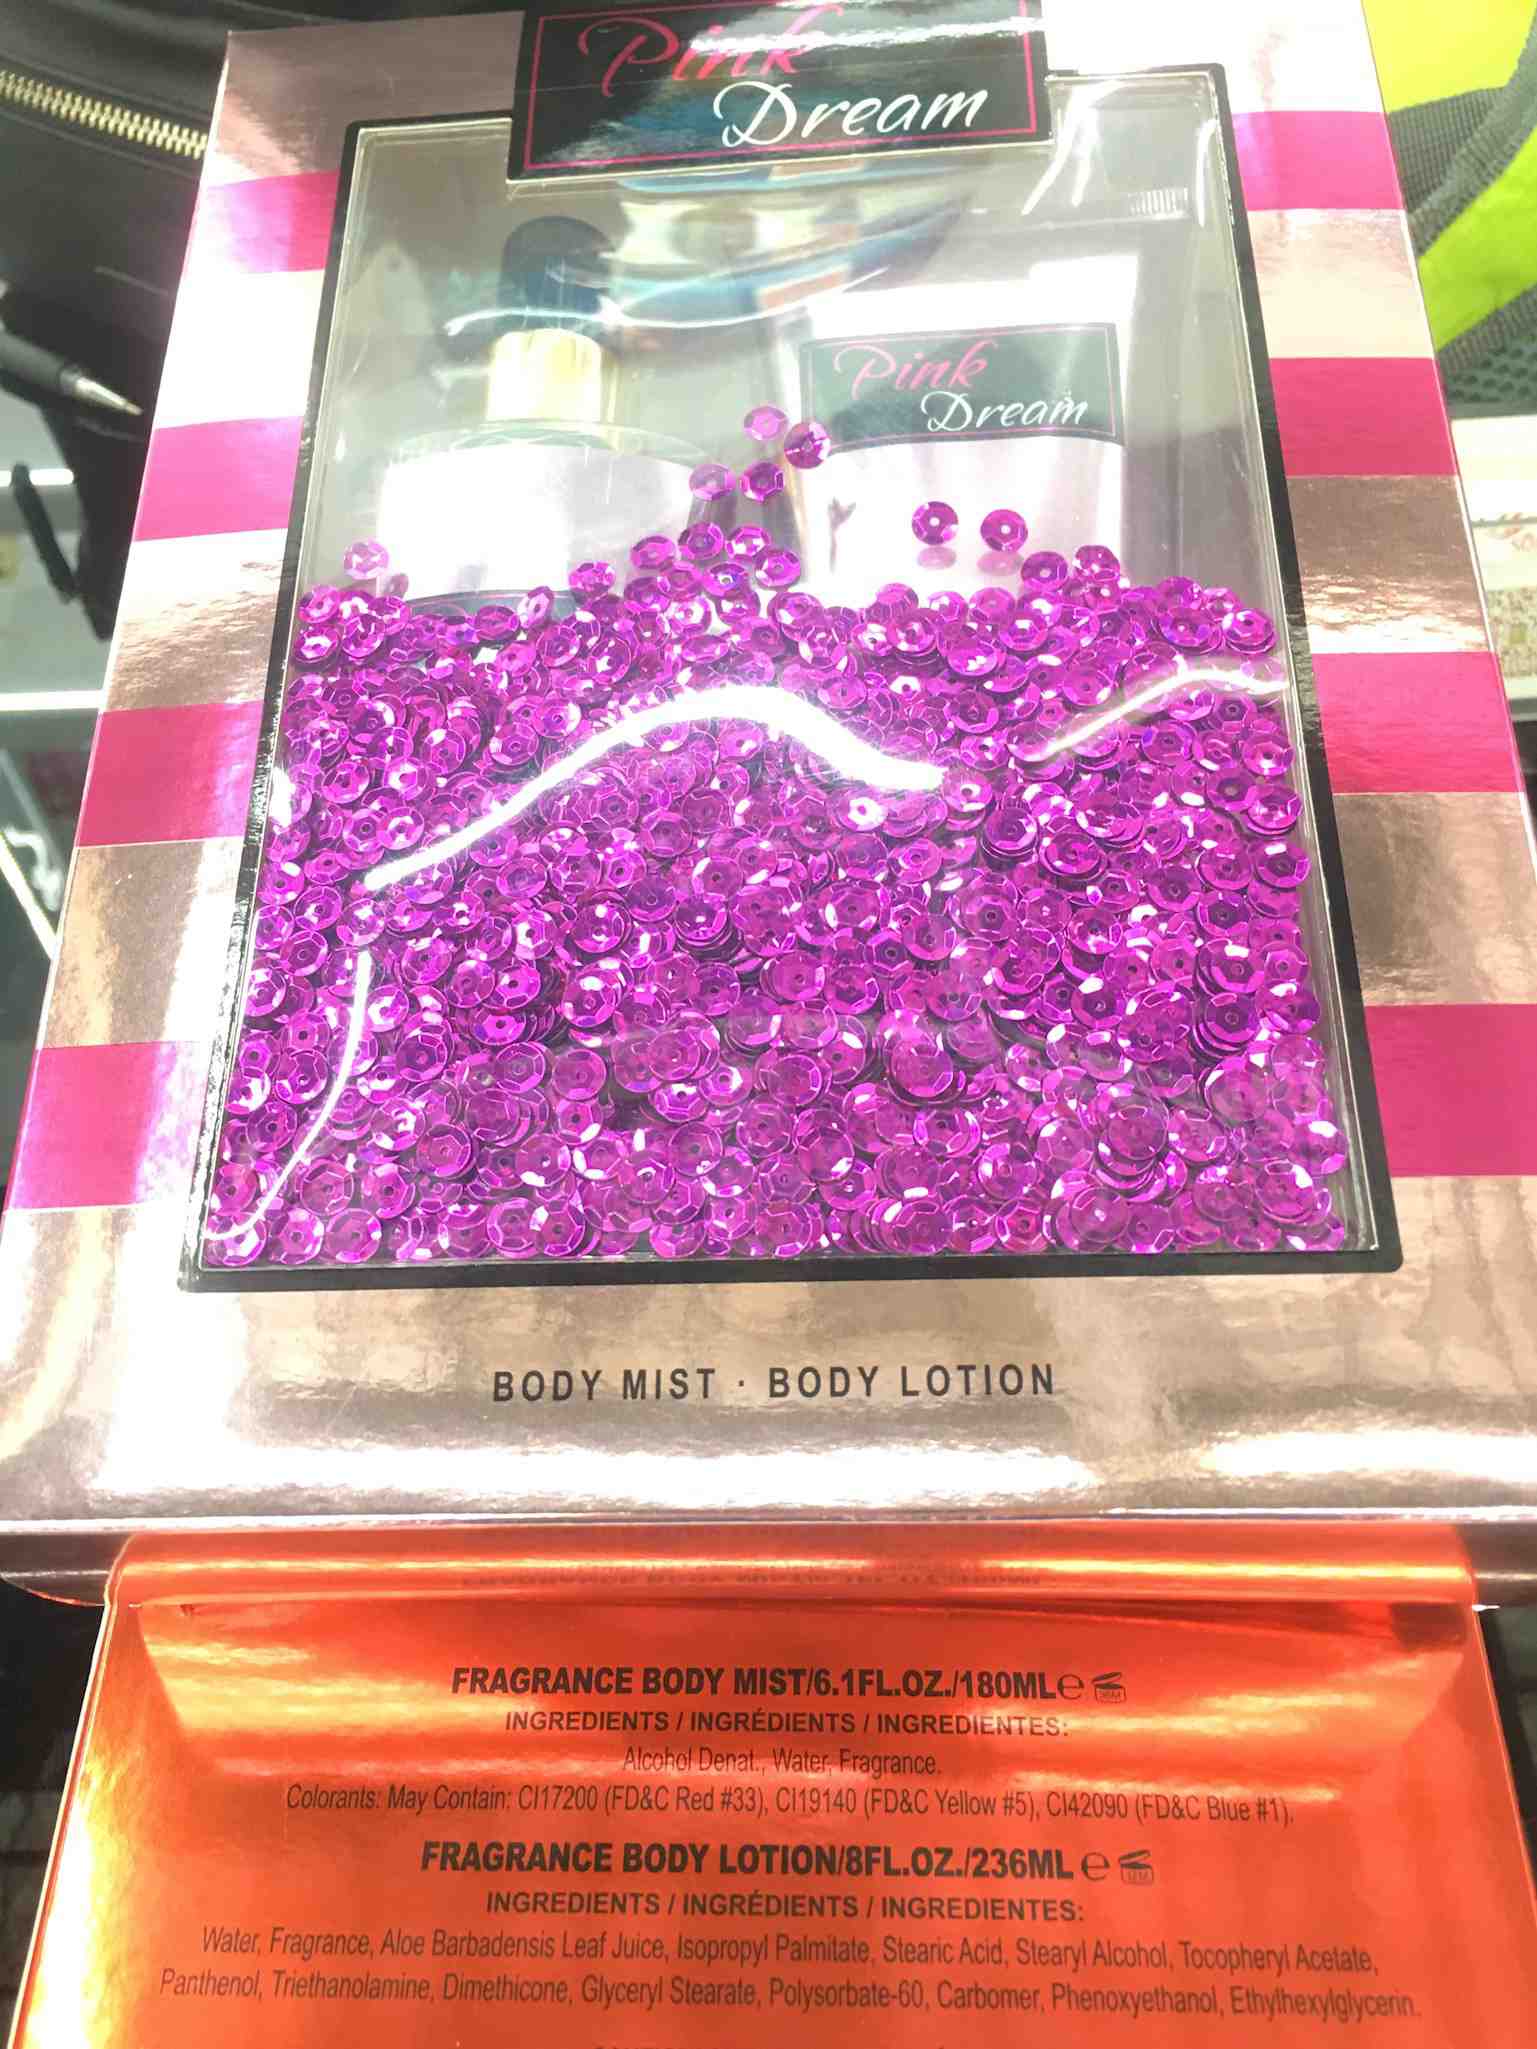 Pink
Dream
Pink
Dream
BODY MIST · BODY LOTION
FRAGRANCE BODY MIST/6.1FL.OZ./180ML℮
INGREDIENTS / INGRÉDIENTS / INGREDIENTES:
Alcohol Denat., Water, Fragrance.
Colorants: May Contain: CI17200 (FD&C Red #33), CI19140 (FD&C Yellow #5), CI42090 (FD&C Blue #1).
FRAGRANCE BODY LOTION/8FL.OZ./236ML ℮
INGREDIENTS / INGRÉDIENTS / INGREDIENTES:
Water, Fragrance, Aloe Barbadensis Leaf Juice, Isopropyl Palmitate, Stearic Acid, Stearyl Alcohol, Tocopheryl Acetate,
Panthenol, Triethanolamine, Dimethicone, Glyceryl Stearate, Polysorbate-60, Carbomer, Phenoxyethanol, Ethylhexylglycerin.